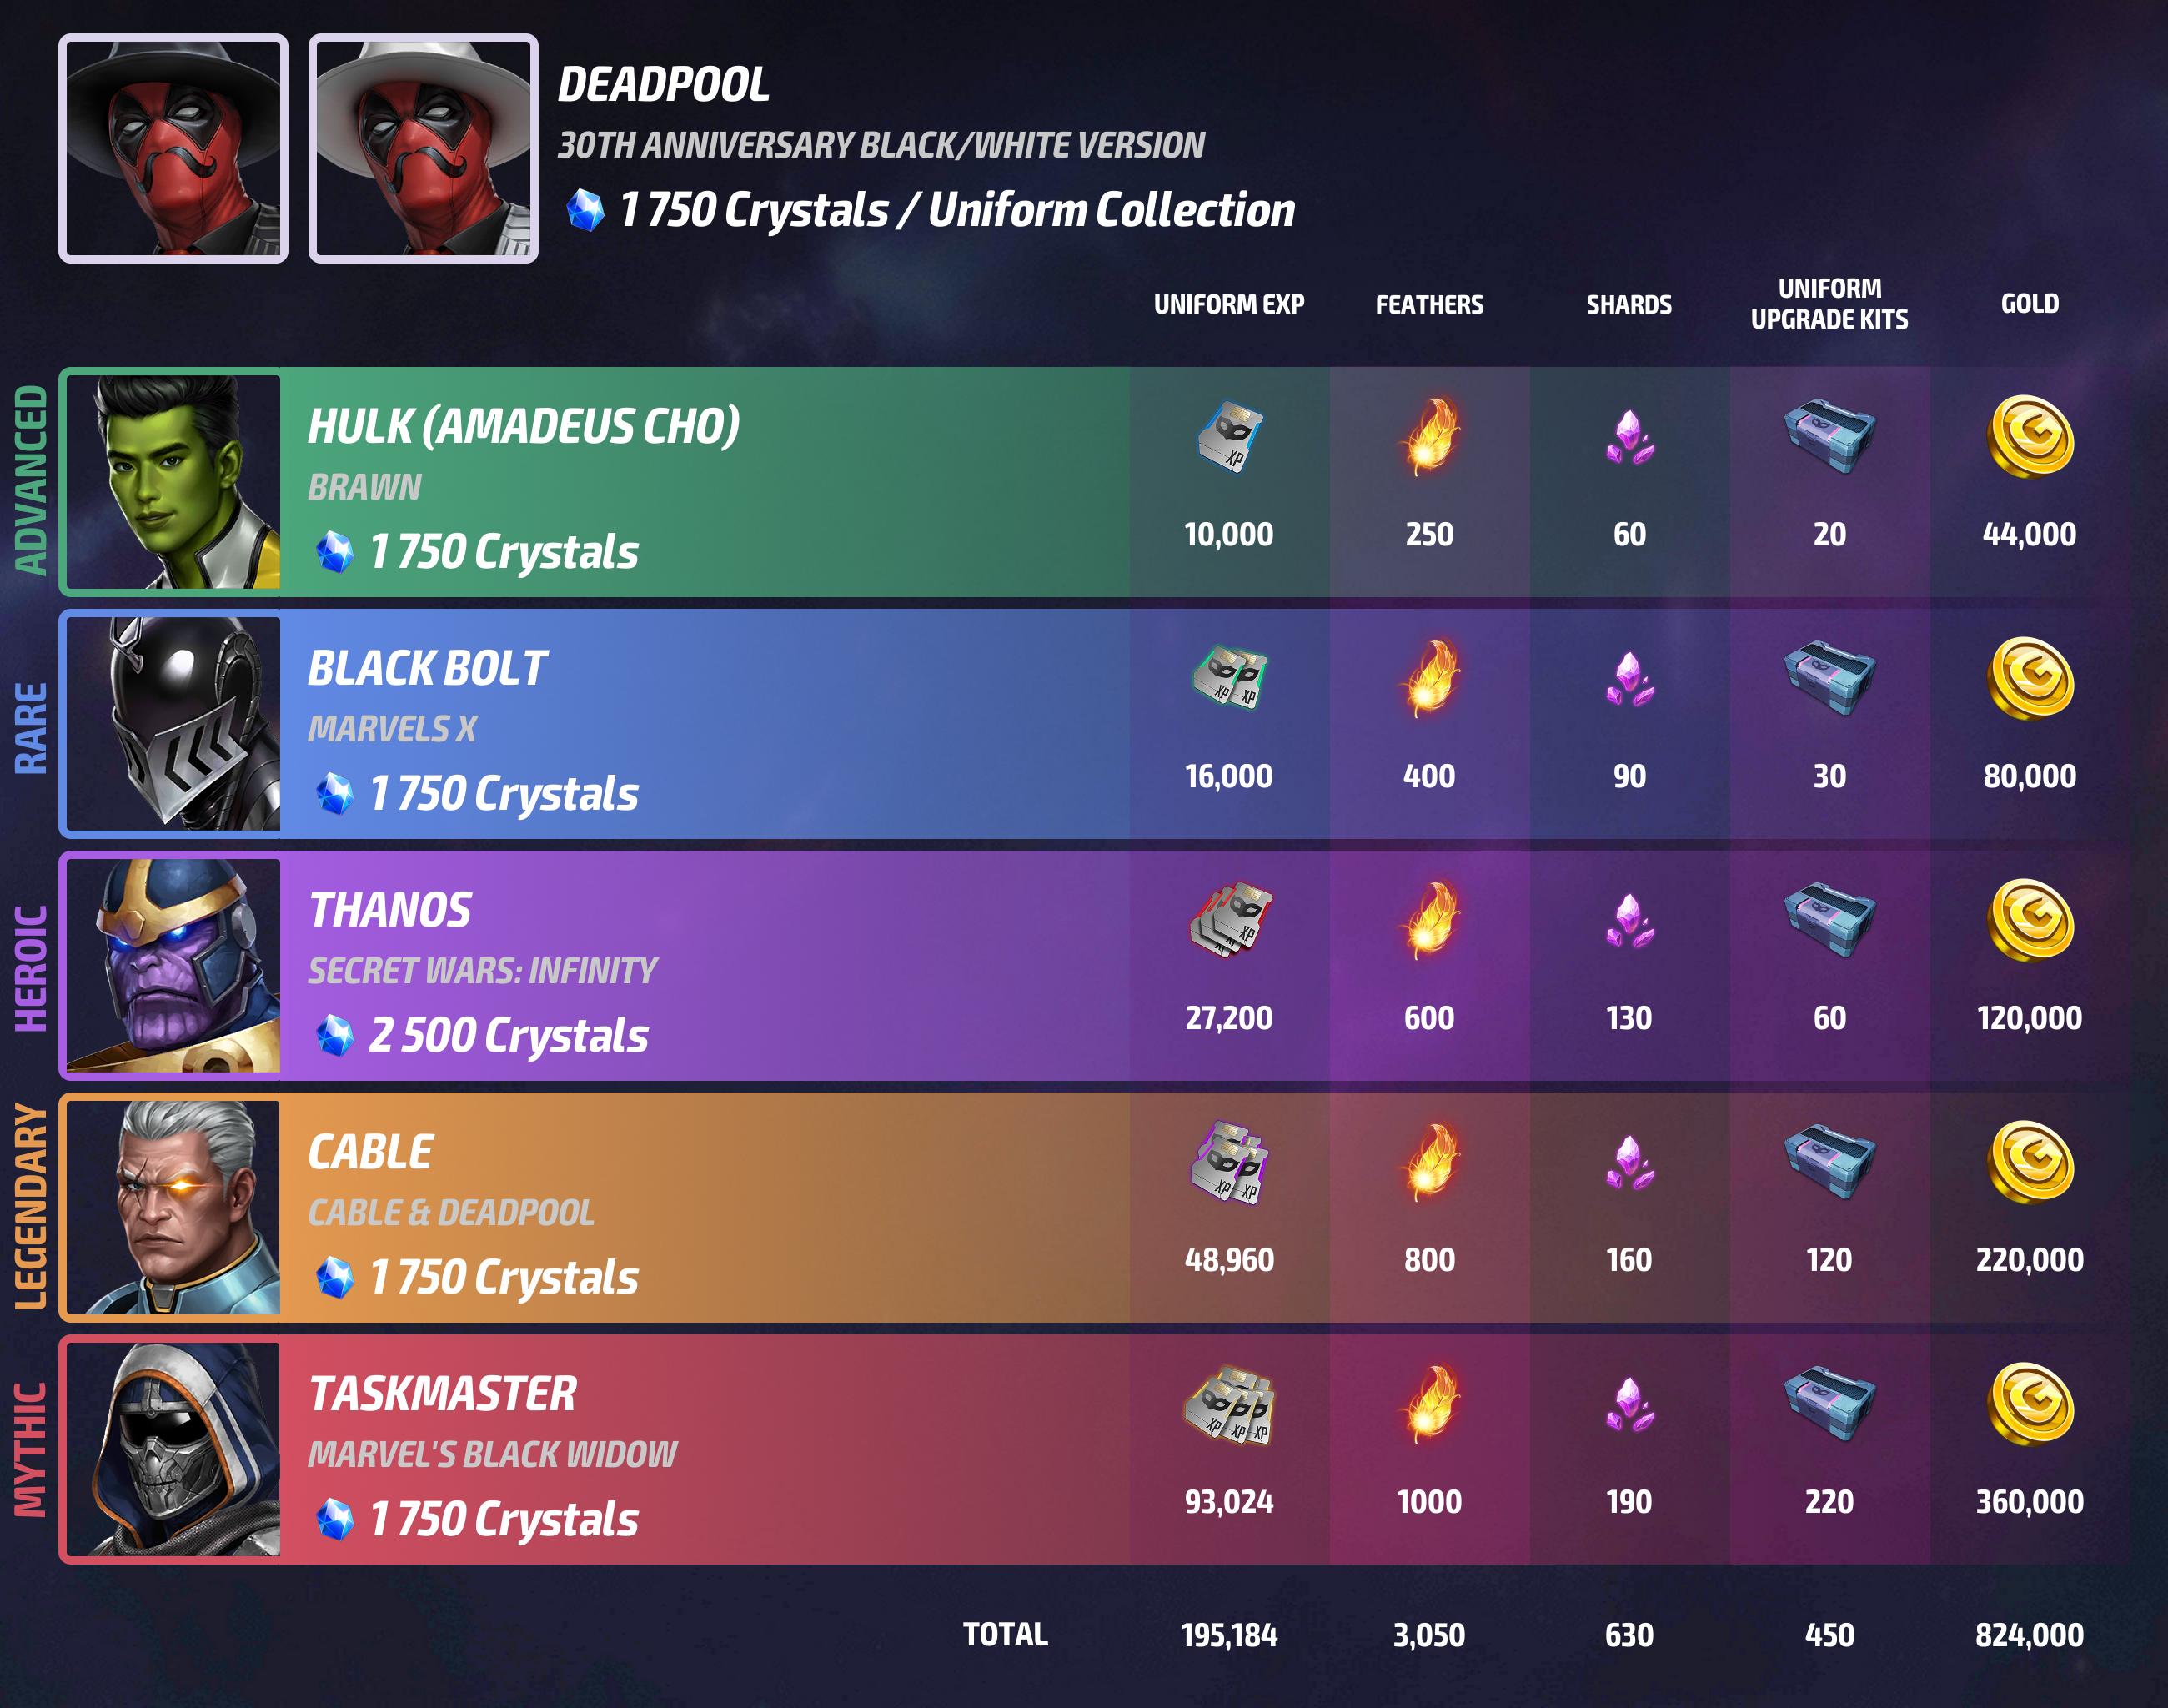 DEADPOOL
30TH ANNIVERSARY BLACK/WHITE VERSION
1 750 Crystals / Uniform Collection
UNIFORM EXP
FEATHERS
SHARDS
UNIFORM
UPGRADE KITS
GOLD
ADVANCED
HULK (AMADEUS CHO)
BRAWN
1 750 Crystals
XP
10,000
250
60
20
44,000
RARE
BLACK BOLT
MARVELS X
1 750 Crystals
XP XP
16,000
400
90
30
80,000
HEROIC
THANOS
SECRET WARS: INFINITY
2 500 Crystals
XP
27,200
600
130
60
120,000
LEGENDARY
CABLE
CABLE & DEADPOOL
1 750 Crystals
XP XP
48,960
800
160
120
220,000
MYTHIC
TASKMASTER
MARVEL'S BLACK WIDOW
1 750 Crystals
XP XP XP
93,024
1000
190
220
360,000
TOTAL
195,184
3,050
630
450
824,000